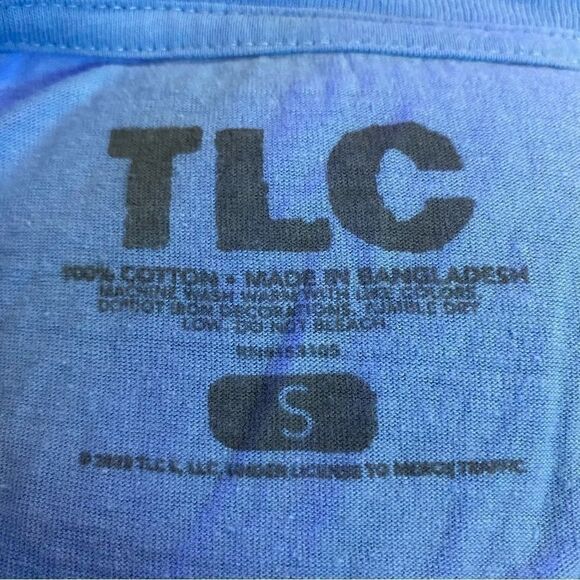 TLC
100% COTTON • MADE IN BANGLADESH
MACHINE WASH WARM WITH LIKE COLORS.
DO NOT IRON DECORATIONS. TUMBLE DRY
LOW. DO NOT BLEACH.
S
TLC LLC. UNDER LICENSE TO MERCH TRAFFIC